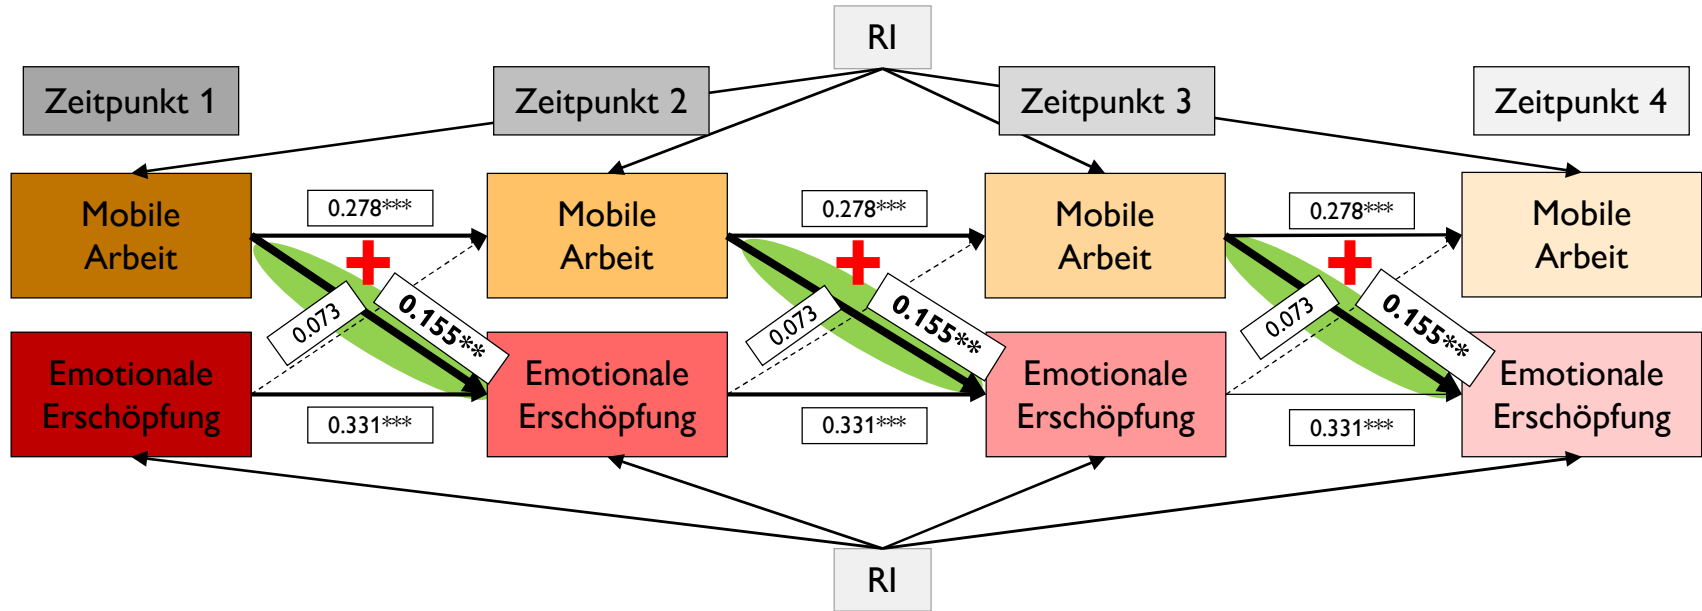 RI
Zeitpunkt 1
Zeitpunkt 2
Zeitpunkt 3
Zeitpunkt 4
Mobile
Arbeit
0.278***
Mobile
Arbeit
0.278***
Mobile
Arbeit
0.278***
Mobile
Arbeit
0.073
0.155**
0.073
0.155**
0.073
0.155**
Emotionale
Erschöpfung
0.331***
Emotionale
Erschöpfung
0.331***
Emotionale
Erschöpfung
0.331***
Emotionale
Erschöpfung
RI